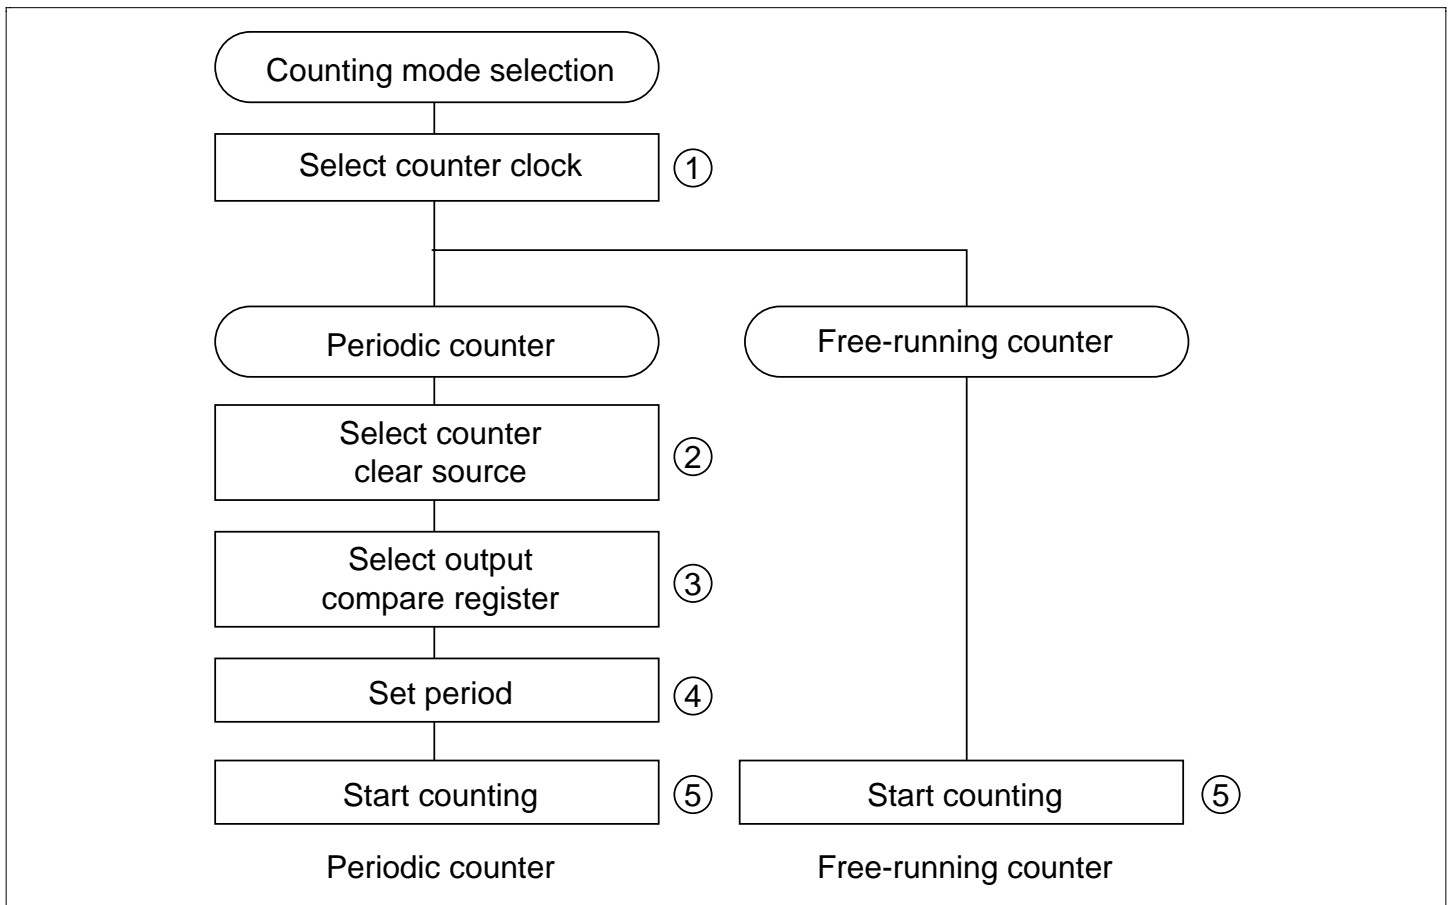 Counting mode selection
Select counter clock
①
Periodic counter
Free-running counter
Select counter
clear source
②
Select output
compare register
③
Set period
④
Start counting
⑤
Start counting
⑤
Periodic counter
Free-running counter